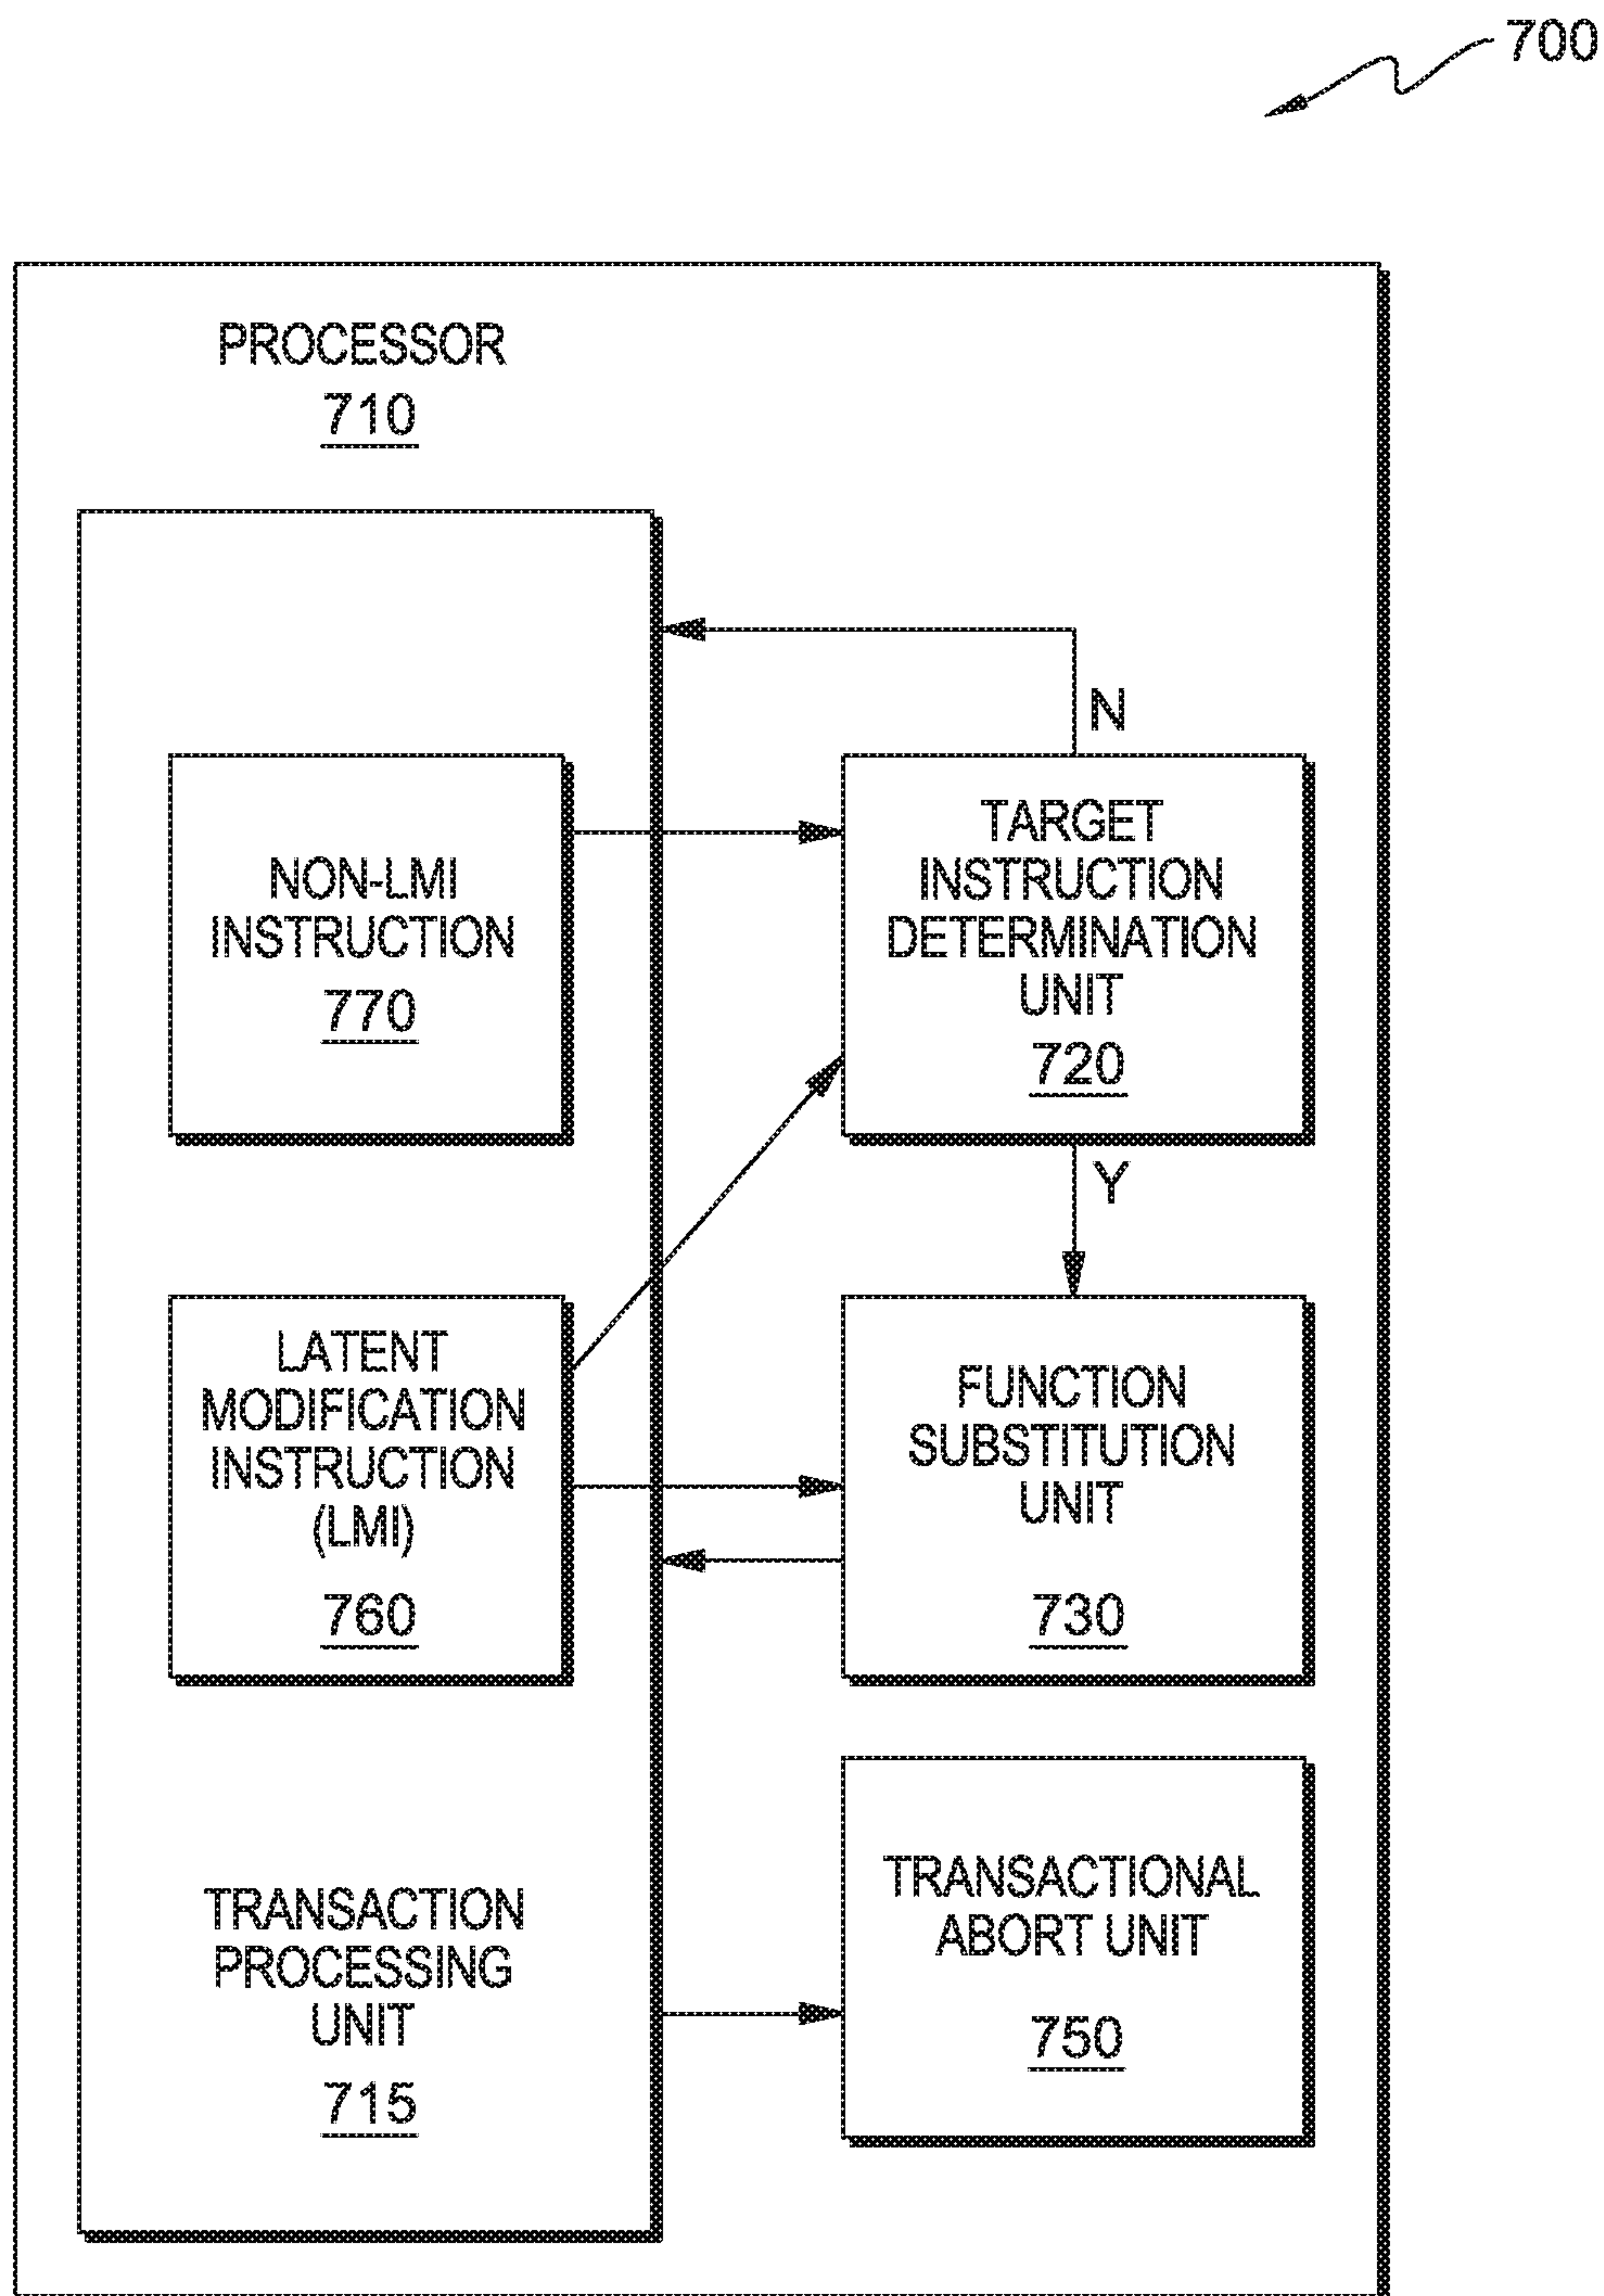 700
PROCESSOR
710
N
NON-LMI
INSTRUCTION
770
TARGET
INSTRUCTION
DETERMINATION
UNIT
720
Y
LATENT
MODIFICATION
INSTRUCTION
(LMI)
760
FUNCTION
SUBSTITUTION
UNIT
730
TRANSACTION
PROCESSING
UNIT
715
TRANSACTIONAL
ABORT UNIT
750